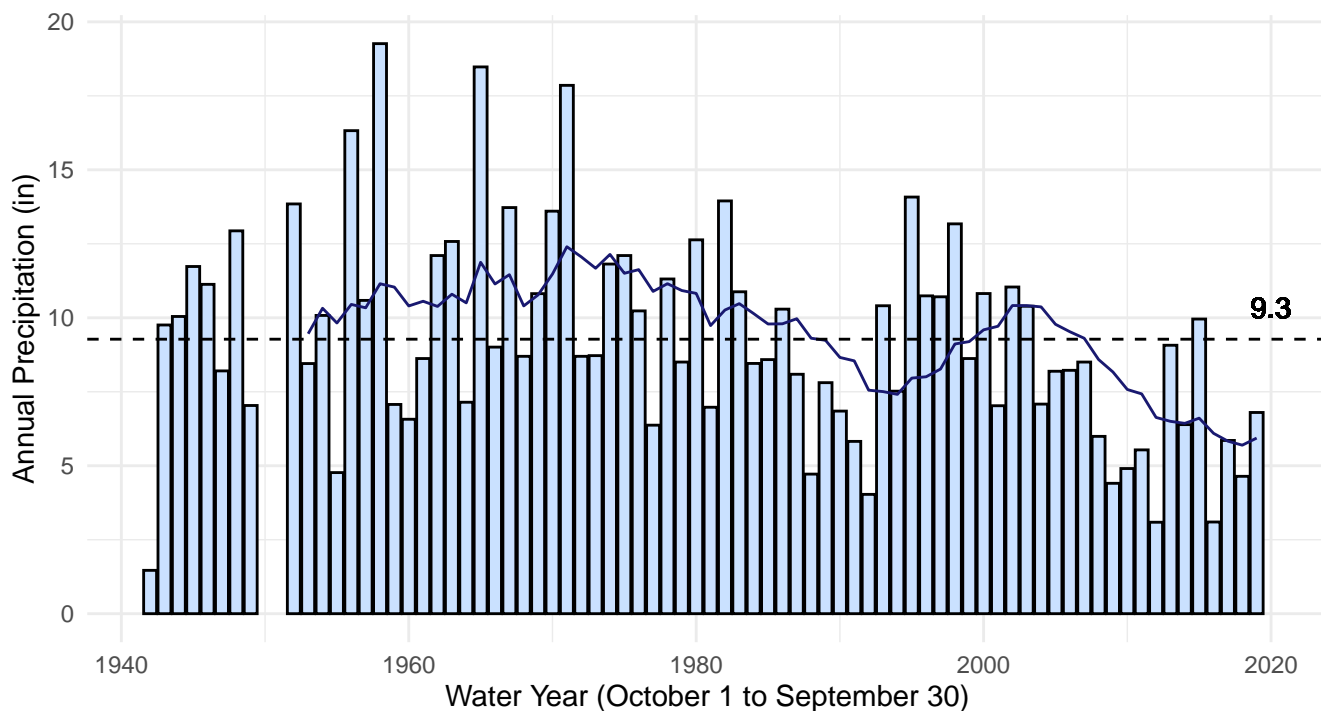 20
15
10
5
0
Annual Precipitation (in)
9.3
1940 1960 1980 2000 2020
Water Year (October 1 to September 30)